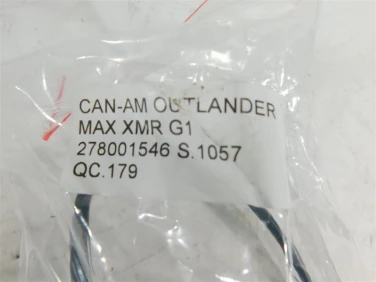 CAN-AM OUTLANDER
MAX XMR G1
278001546 S.1057
QC.179